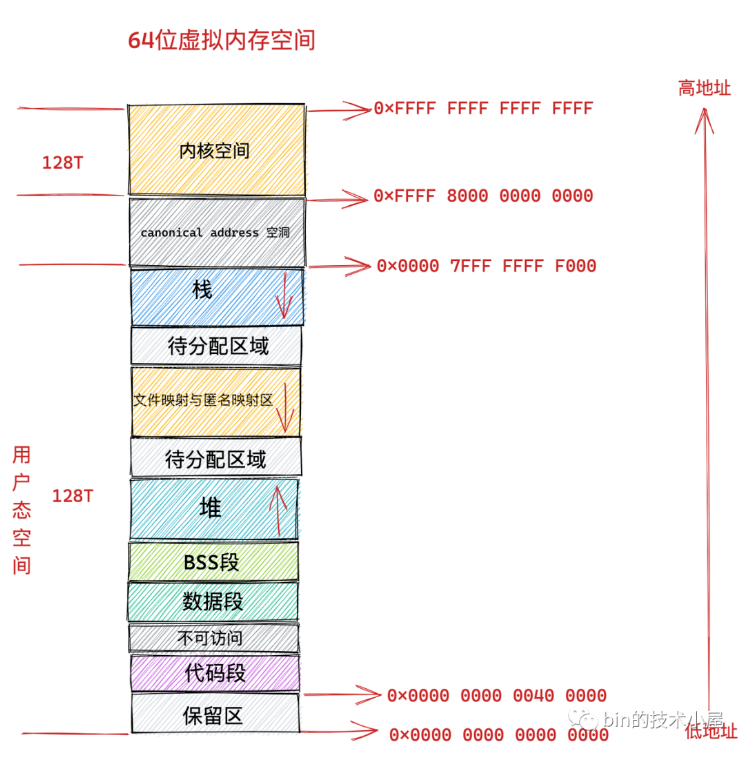 64位虚拟内存空间
高地址
0×FFFF FFFF FFFF FFFF
内核空间
128T
0×FFFF 8000 0000 0000
canonical address 空洞
0×0000 7FFF FFFF F000
栈
待分配区域
文件映射与匿名映射区
待分配区域
用户态空间
128T
堆
BSS段
数据段
不可访问
代码段
0×0000 0000 0040 0000
保留区
bin的技术小屋
低地址
0×0000 0000 0000 0000